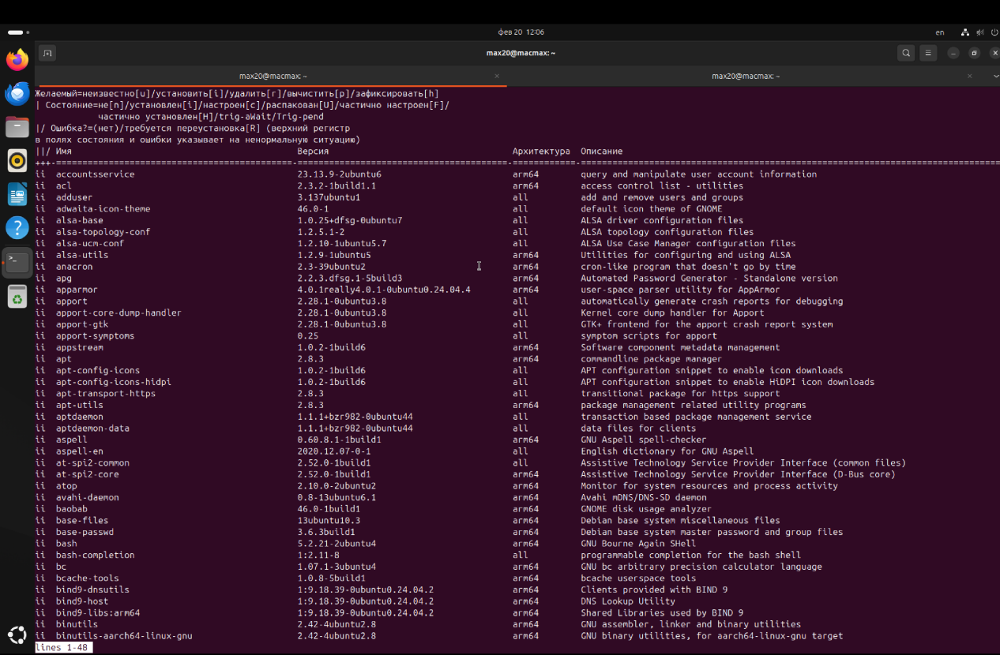 фев 20 12:06
en
max20@macmax: ~
max20@macmax: ~
max20@macmax: ~
Желаемый=неизвестно[u]/установить[i]/удалить[r]/вычистить[p]/зафиксировать[h]
| Состояние=не[n]/установлен[i]/настроен[c]/распакован[U]/частично настроен[F]/
частично установлен[H]/trig-aWait/Trig-pend
|/ Ошибка?=(нет)/требуется переустановка[R] (верхний регистр
в полях состояния и ошибки указывает на ненормальную ситуацию)
||/ Имя Версия Архитектура Описание
+++-==============================================-========================================-============-================================================================================
ii accountsservice 23.13.9-2ubuntu6 arm64 query and manipulate user account information
ii acl 2.3.2-1build1.1 arm64 access control list - utilities
ii adduser 3.137ubuntu1 all add and remove users and groups
ii adwaita-icon-theme 46.0-1 all default icon theme of GNOME
ii alsa-base 1.0.25+dfsg-0ubuntu7 all ALSA driver configuration files
ii alsa-topology-conf 1.2.5.1-2 all ALSA topology configuration files
ii alsa-ucm-conf 1.2.10-1ubuntu5.7 all ALSA Use Case Manager configuration files
ii alsa-utils 1.2.9-1ubuntu5 arm64 Utilities for configuring and using ALSA
ii anacron 2.3-39ubuntu2 arm64 cron-like program that doesn't go by time
ii apg 2.2.3.dfsg.1-5build3 arm64 Automated Password Generator - Standalone version
ii apparmor 4.0.1really4.0.1-0ubuntu0.24.04.4 arm64 user-space parser utility for AppArmor
ii apport 2.28.1-0ubuntu3.8 all automatically generate crash reports for debugging
ii apport-core-dump-handler 2.28.1-0ubuntu3.8 all Kernel core dump handler for Apport
ii apport-gtk 2.28.1-0ubuntu3.8 all GTK+ frontend for the apport crash report system
ii apport-symptoms 0.25 all symptom scripts for apport
ii appstream 1.0.2-1build6 arm64 Software component metadata management
ii apt 2.8.3 arm64 commandline package manager
ii apt-config-icons 1.0.2-1build6 all APT configuration snippet to enable icon downloads
ii apt-config-icons-hidpi 1.0.2-1build6 all APT configuration snippet to enable HiDPI icon downloads
ii apt-transport-https 2.8.3 all transitional package for https support
ii apt-utils 2.8.3 arm64 package management related utility programs
ii aptdaemon 1.1.1+bzr982-0ubuntu44 all transaction based package management service
ii aptdaemon-data 1.1.1+bzr982-0ubuntu44 all data files for clients
ii aspell 0.60.8.1-1build1 arm64 GNU Aspell spell-checker
ii aspell-en 2020.12.07-0-1 all English dictionary for GNU Aspell
ii at-spi2-common 2.52.0-1build1 all Assistive Technology Service Provider Interface (common files)
ii at-spi2-core 2.52.0-1build1 arm64 Assistive Technology Service Provider Interface (D-Bus core)
ii atop 2.10.0-2ubuntu2 arm64 Monitor for system resources and process activity
ii avahi-daemon 0.8-13ubuntu6.1 arm64 Avahi mDNS/DNS-SD daemon
ii baobab 46.0-1build1 arm64 GNOME disk usage analyzer
ii base-files 13ubuntu10.3 arm64 Debian base system miscellaneous files
ii base-passwd 3.6.3build1 arm64 Debian base system master password and group files
ii bash 5.2.21-2ubuntu4 arm64 GNU Bourne Again SHell
ii bash-completion 1:2.11-8 all programmable completion for the bash shell
ii bc 1.07.1-3ubuntu4 arm64 GNU bc arbitrary precision calculator language
ii bcache-tools 1.0.8-5build1 arm64 bcache userspace tools
ii bind9-dnsutils 1:9.18.39-0ubuntu0.24.04.2 arm64 Clients provided with BIND 9
ii bind9-host 1:9.18.39-0ubuntu0.24.04.2 arm64 DNS Lookup Utility
ii bind9-libs:arm64 1:9.18.39-0ubuntu0.24.04.2 arm64 Shared Libraries used by BIND 9
ii binutils 2.42-4ubuntu2.8 arm64 GNU assembler, linker and binary utilities
ii binutils-aarch64-linux-gnu 2.42-4ubuntu2.8 arm64 GNU binary utilities, for aarch64-linux-gnu target
lines 1-48